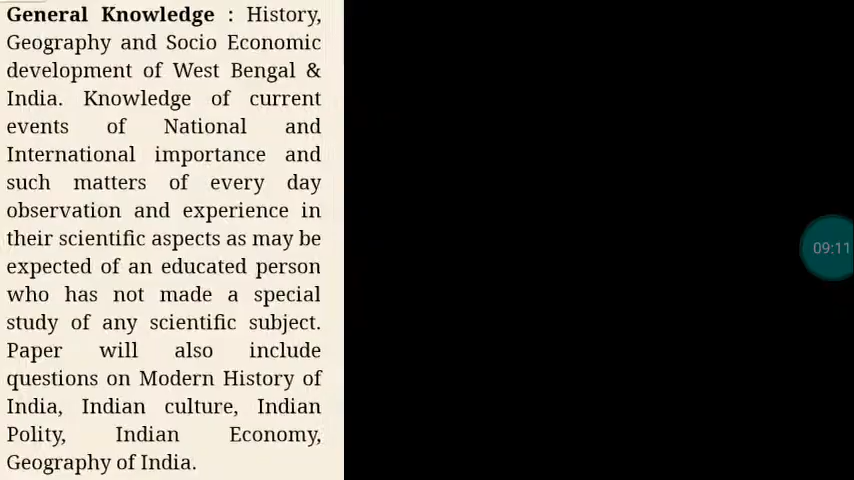 General Knowledge : History,
Geography and Socio Economic
development of West Bengal &
India. Knowledge of current
events of National and
International importance and
such matters of every day
observation and experience in
their scientific aspects as may be
expected of an educated person
who has not made a special
study of any scientific subject.
Paper will also include
questions on Modern History of
India, Indian culture, Indian
Polity, Indian Economy,
Geography of India.
09:11